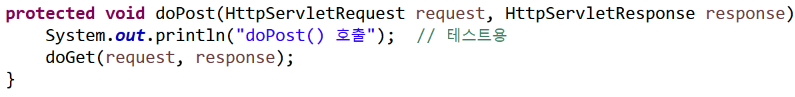 protected void doPost(HttpServletRequest request, HttpServletResponse response)
    System.out.println("doPost() 호출");  // 테스트용
    doGet(request, response);
}